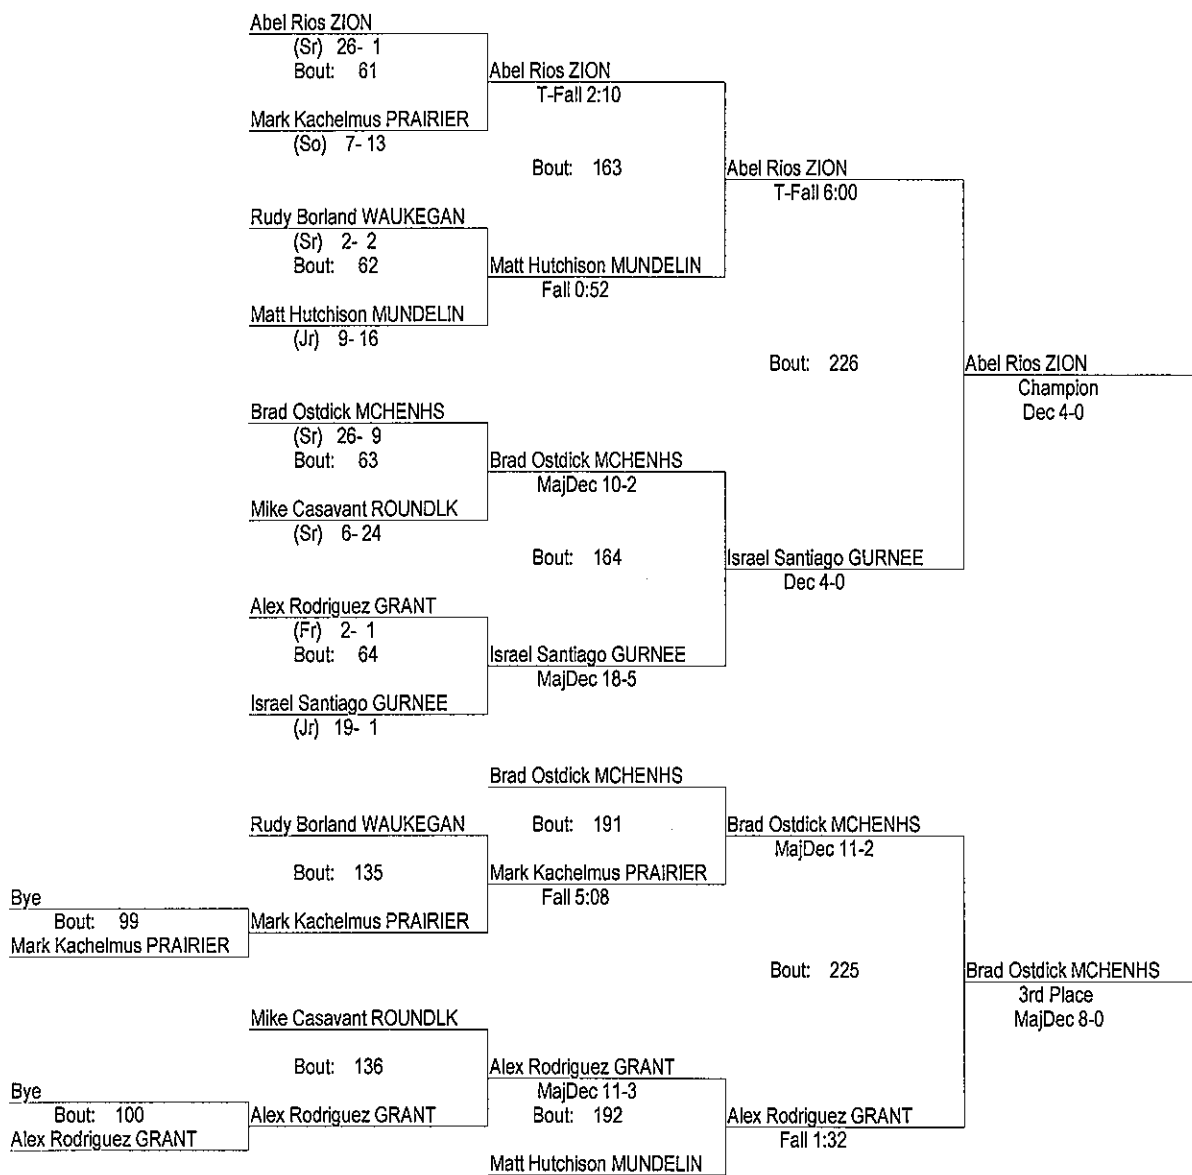 Abel Rios ZION
(Sr) 26- 1
Bout: 61
Abel Rios ZION
T-Fall 2:10
Mark Kachelmus PRAIRIER
(So) 7- 13
Bout: 163
Abel Rios ZION
T-Fall 6:00
Rudy Borland WAUKEGAN
(Sr) 2- 2
Bout: 62
Matt Hutchison MUNDELIN
Fall 0:52
Matt Hutchison MUNDELIN
(Jr) 9- 16
Bout: 226
Abel Rios ZION
Champion
Dec 4-0
Brad Ostdick MCHENHS
(Sr) 26- 9
Bout: 63
Brad Ostdick MCHENHS
MajDec 10-2
Mike Casavant ROUNDLK
(Sr) 6- 24
Bout: 164
Israel Santiago GURNEE
Dec 4-0
Alex Rodriguez GRANT
(Fr) 2- 1
Bout: 64
Israel Santiago GURNEE
MajDec 18-5
Israel Santiago GURNEE
(Jr) 19- 1
Brad Ostdick MCHENHS
Rudy Borland WAUKEGAN
Bout: 191
Brad Ostdick MCHENHS
MajDec 11-2
Bout: 135
Mark Kachelmus PRAIRIER
Fall 5:08
Bye
Bout: 99
Mark Kachelmus PRAIRIER
Mark Kachelmus PRAIRIER
Bout: 225
Brad Ostdick MCHENHS
3rd Place
MajDec 8-0
Mike Casavant ROUNDLK
Bout: 136
Alex Rodriguez GRANT
MajDec 11-3
Bye
Bout: 100
Alex Rodriguez GRANT
Alex Rodriguez GRANT
Bout: 192
Alex Rodriguez GRANT
Fall 1:32
Matt Hutchison MUNDELIN